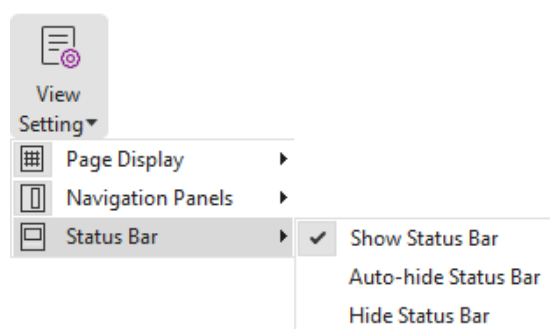 View
Setting
Page Display
Navigation Panels
Status Bar
Show Status Bar
Auto-hide Status Bar
Hide Status Bar